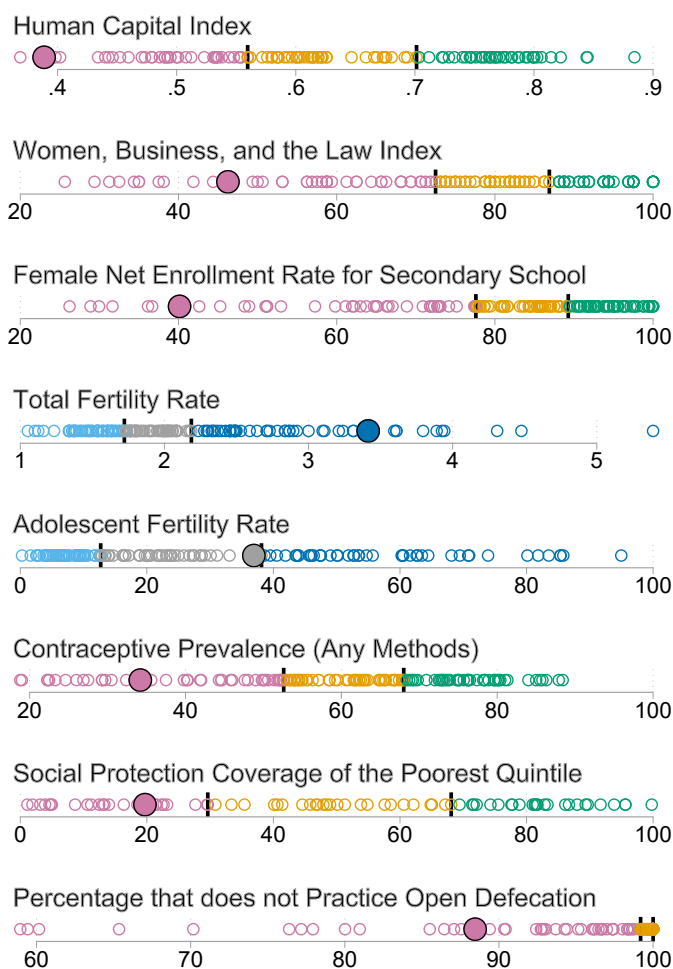 Human Capital Index
.4 .5 .6 .7 .8 .9
Women, Business, and the Law Index
20 40 60 80 100
Female Net Enrollment Rate for Secondary School
20 40 60 80 100
Total Fertility Rate
1 2 3 4 5
Adolescent Fertility Rate
0 20 40 60 80 100
Contraceptive Prevalence (Any Methods)
20 40 60 80 100
Social Protection Coverage of the Poorest Quintile
0 20 40 60 80 100
Percentage that does not Practice Open Defecation
60 70 80 90 100